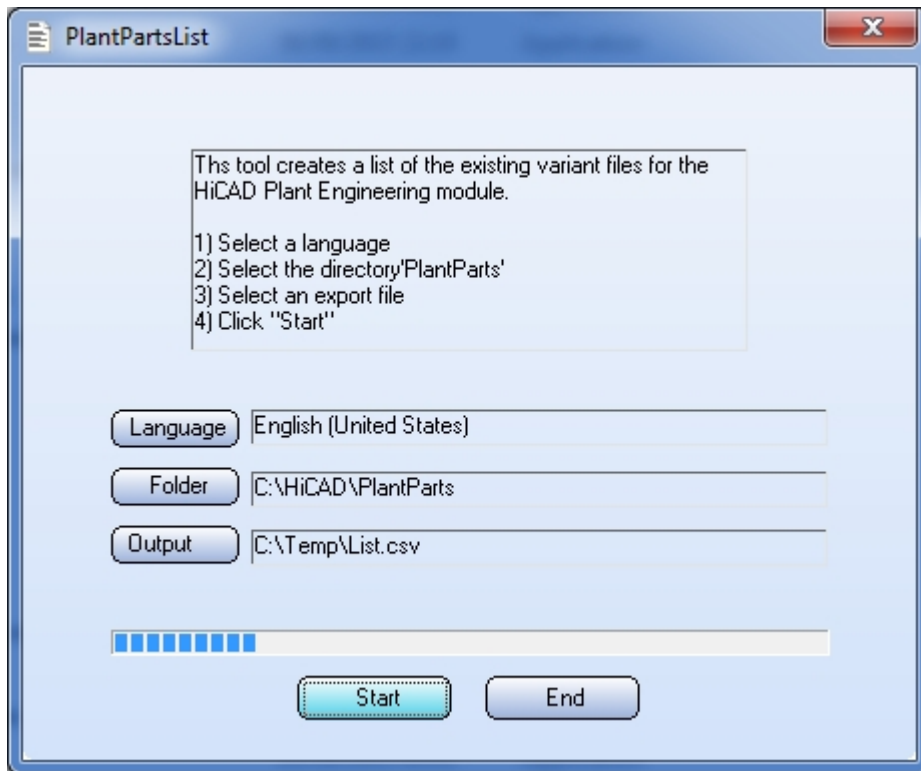 PlantPartsList
Ths tool creates a list of the existing variant files for the
HiCAD Plant Engineering module.
1) Select a language
2) Select the directory'PlantParts'
3) Select an export file
4) Click "Start"
Language English (United States)
Folder C:\HiCAD\PlantParts
Output C:\Temp\List.csv
Start End